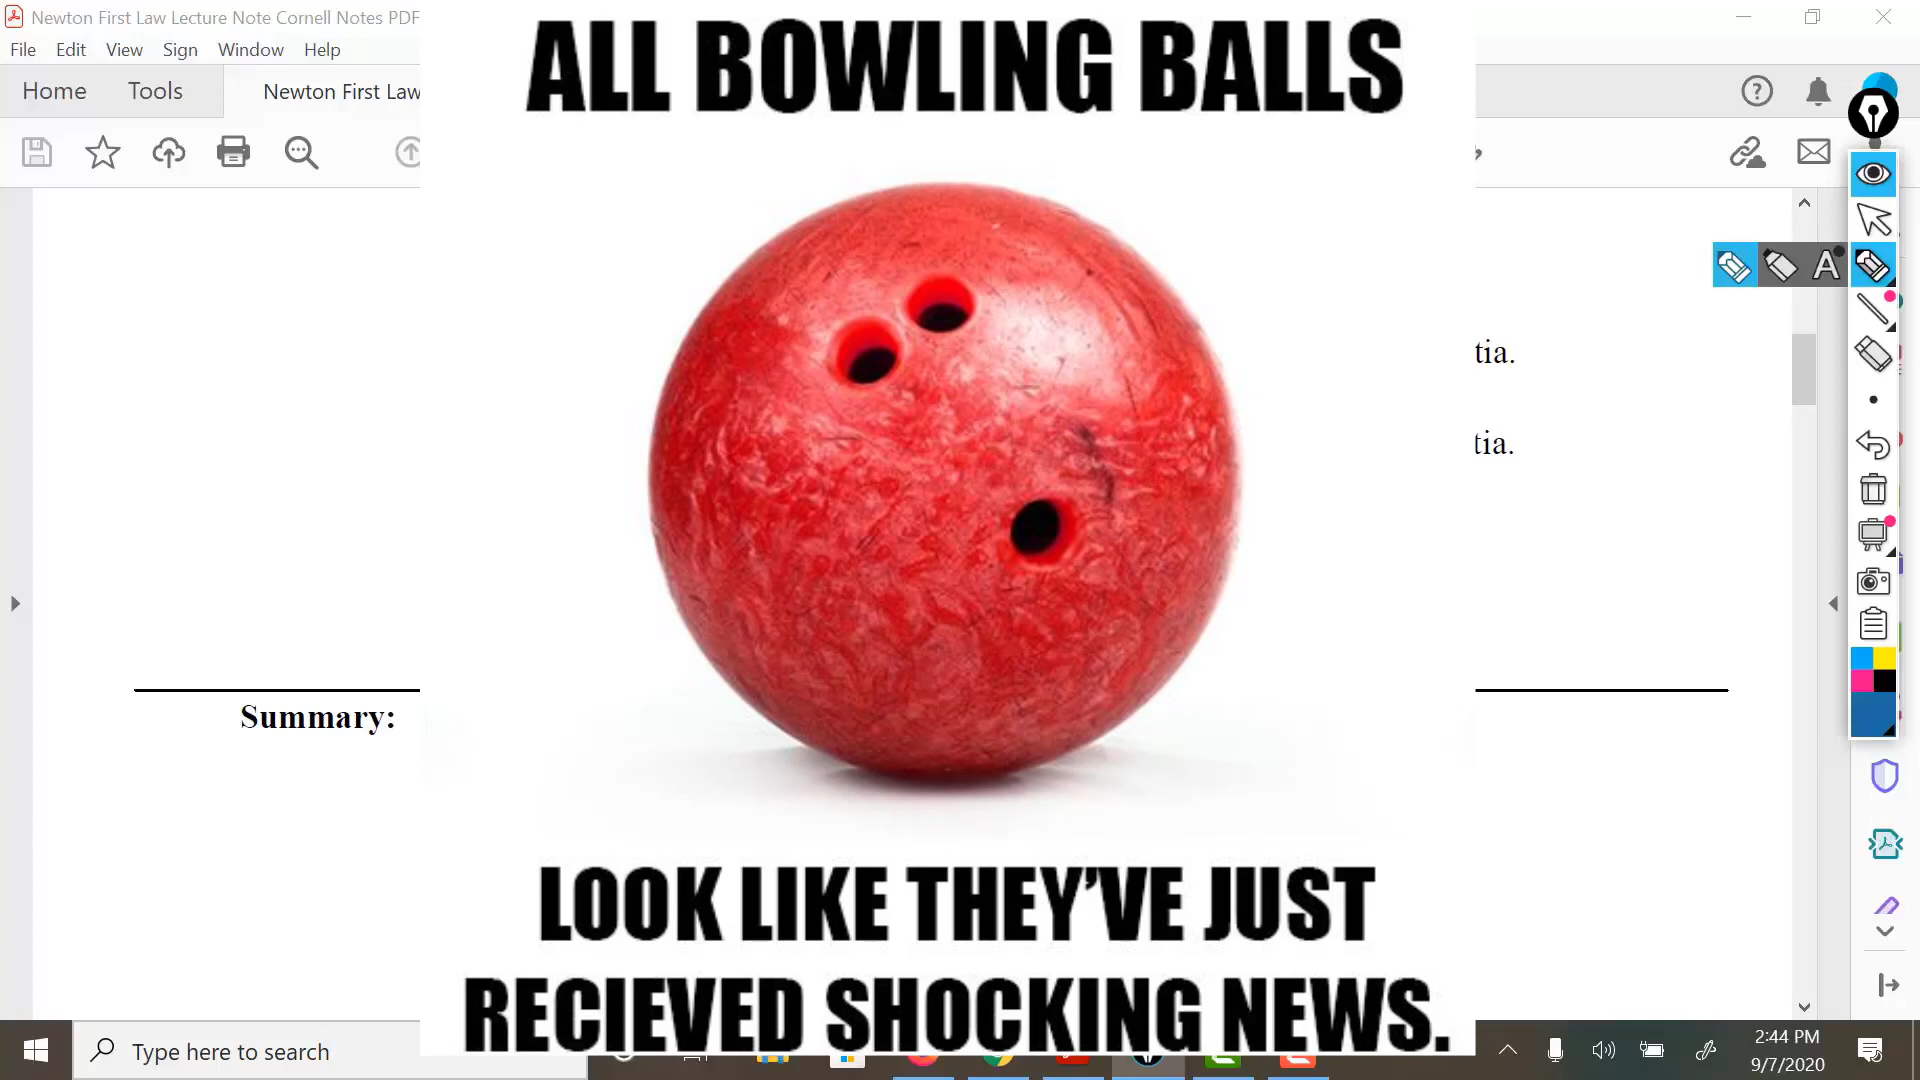 Newton First Law Lecture Note Cornell Notes PDF
File Edit View Sign Window Help
Home Tools Newton First Law
ALL BOWLING BALLS
A
tia.
tia.
Summary:
LOOK LIKE THEY'VE JUST
RECIEVED SHOCKING NEWS.
Type here to search
2:44 PM
9/7/2020